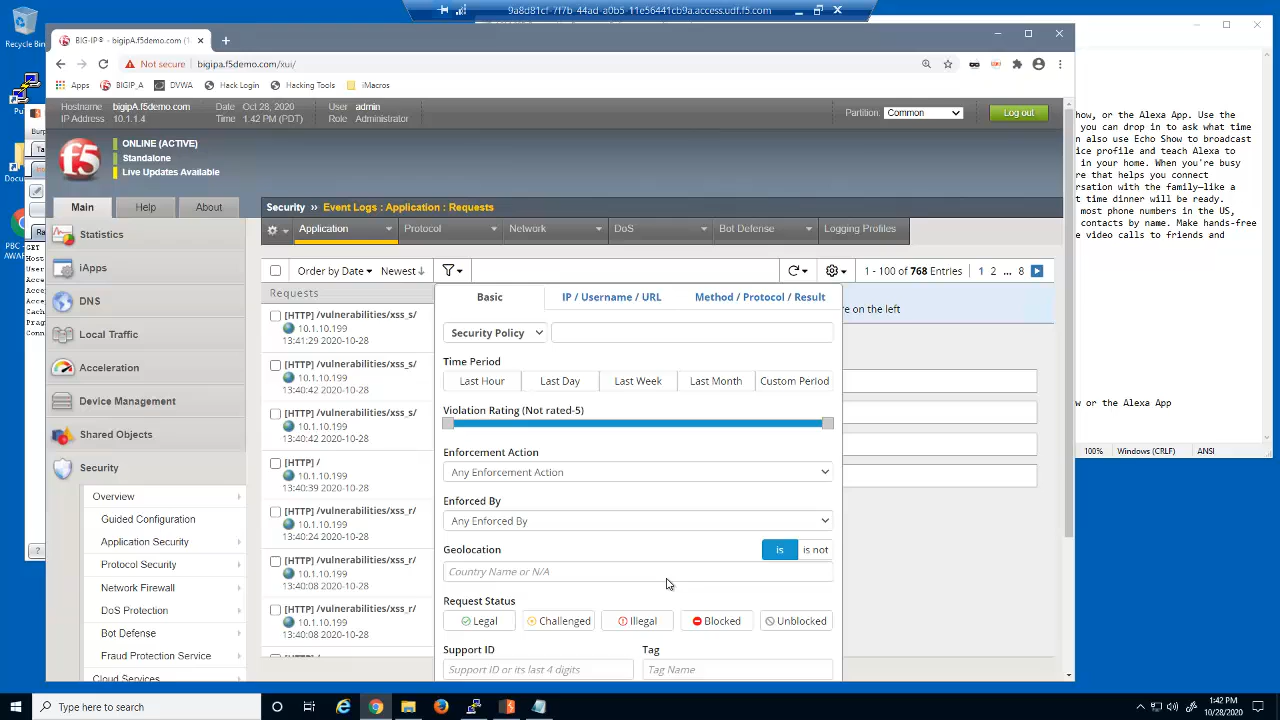 9a8d81cf-7f7b-44ad-a0b5-11e56441cb9a.access.udf.f5.com
Recycle Bin
BIG-IP® - bigipa.f5demo.com (1
Not secure
bigipa.f5demo.com/xui/
Apps
BIGIP_A
DVWA
Hack Login
Hacking Tools
iMacros
Hostname bigipA.f5demo.com
Date Oct 28, 2020
User admin
IP Address 10.1.1.4
Time 1:42 PM (PDT)
Role Administrator
Partition: Common
Log out
f5
ONLINE (ACTIVE)
Standalone
Live Updates Available
Main
Help
About
Security » Event Logs : Application : Requests
Application
Protocol
Network
DoS
Bot Defense
Logging Profiles
Statistics
iApps
DNS
Local Traffic
Acceleration
Device Management
Shared Objects
Security
Overview
Guided Configuration
Application Security
Protocol Security
Network Firewall
DoS Protection
Bot Defense
Fraud Protection Service
Cloud Services
Order by Date
Newest
1 - 100 of 768 Entries
1 2 ... 8
Requests
[HTTP] /vulnerabilities/xss_s/
10.1.10.199
13:41:29 2020-10-28
[HTTP] /vulnerabilities/xss_s/
10.1.10.199
13:40:42 2020-10-28
[HTTP] /vulnerabilities/xss_s/
10.1.10.199
13:40:42 2020-10-28
[HTTP] /
10.1.10.199
13:40:39 2020-10-28
[HTTP] /vulnerabilities/xss_r/
10.1.10.199
13:40:24 2020-10-28
[HTTP] /vulnerabilities/xss_r/
10.1.10.199
13:40:08 2020-10-28
[HTTP] /vulnerabilities/xss_r/
10.1.10.199
13:40:08 2020-10-28
Basic
IP / Username / URL
Method / Protocol / Result
Security Policy
Time Period
Last Hour
Last Day
Last Week
Last Month
Custom Period
Violation Rating (Not rated-5)
Enforcement Action
Any Enforcement Action
Enforced By
Any Enforced By
Geolocation
is
is not
Country Name or N/A
Request Status
Legal
Challenged
Illegal
Blocked
Unblocked
Support ID
Tag
Support ID or its last 4 digits
Tag Name
re on the left
how, or the Alexa App. Use the
you can drop in to ask what time
n also use Echo Show to broadcast
ice profile and teach Alexa to
in your home. When you're busy
re that helps you connect
rsation with the family—like a
t time dinner will be ready.
most phone numbers in the US,
contacts by name. Make hands-free
e video calls to friends and
w or the Alexa App
100%
Windows (CRLF)
ANSI
Type here to search
1:42 PM
10/28/2020